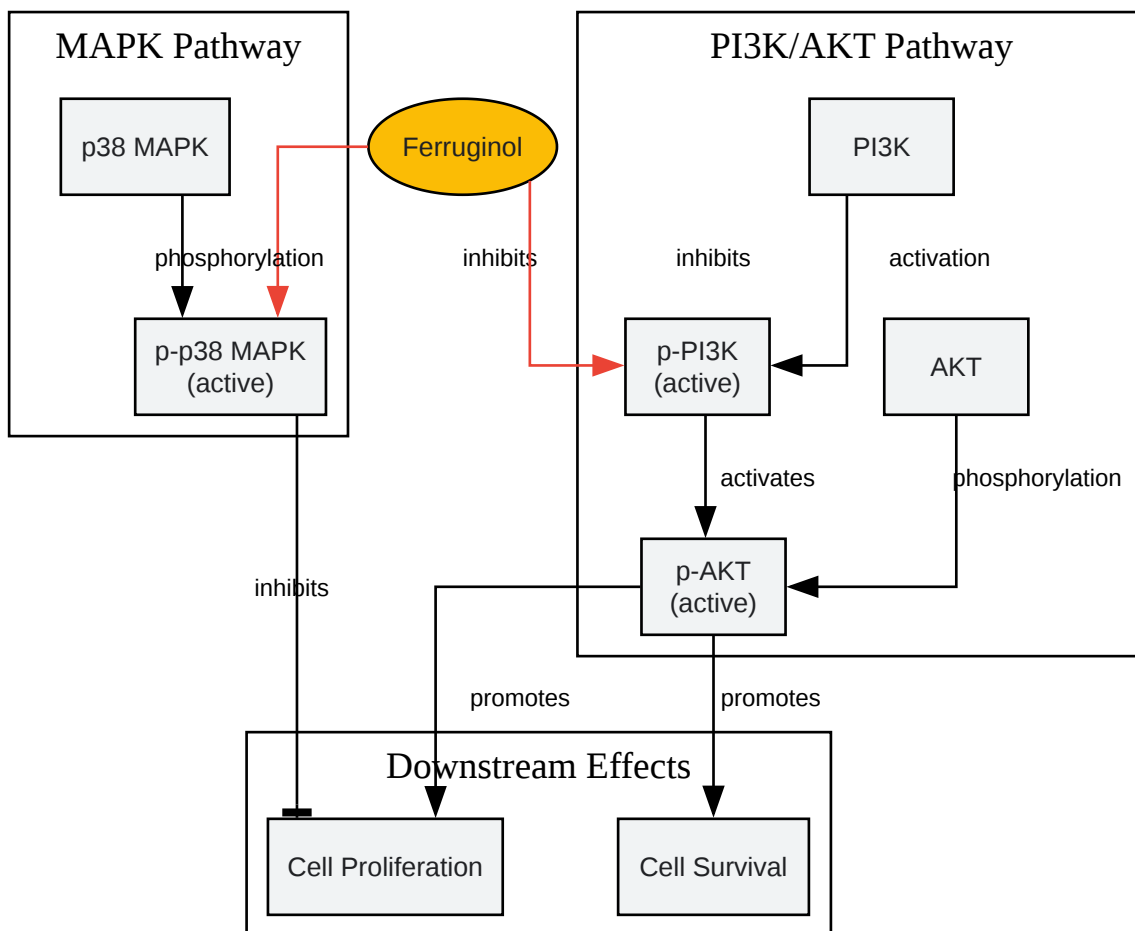 MAPK Pathway
PI3K/AKT Pathway
p38 MAPK
Ferruginol
PI3K
phosphorylation
inhibits
inhibits
activation
p-p38 MAPK
(active)
p-PI3K
(active)
AKT
activates
phosphorylation
inhibits
p-AKT
(active)
promotes
promotes
Downstream Effects
Cell Proliferation
Cell Survival